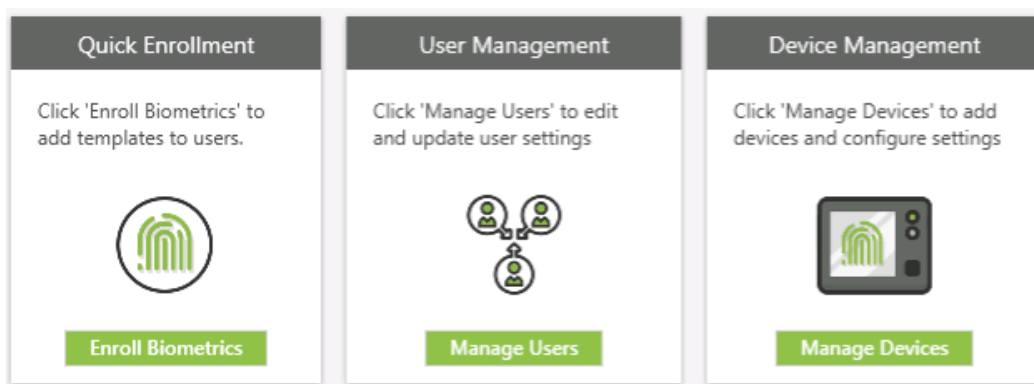 Quick Enrollment
Click 'Enroll Biometrics' to
add templates to users.
Enroll Biometrics
User Management
Click 'Manage Users' to edit
and update user settings
Manage Users
Device Management
Click 'Manage Devices' to add
devices and configure settings
Manage Devices